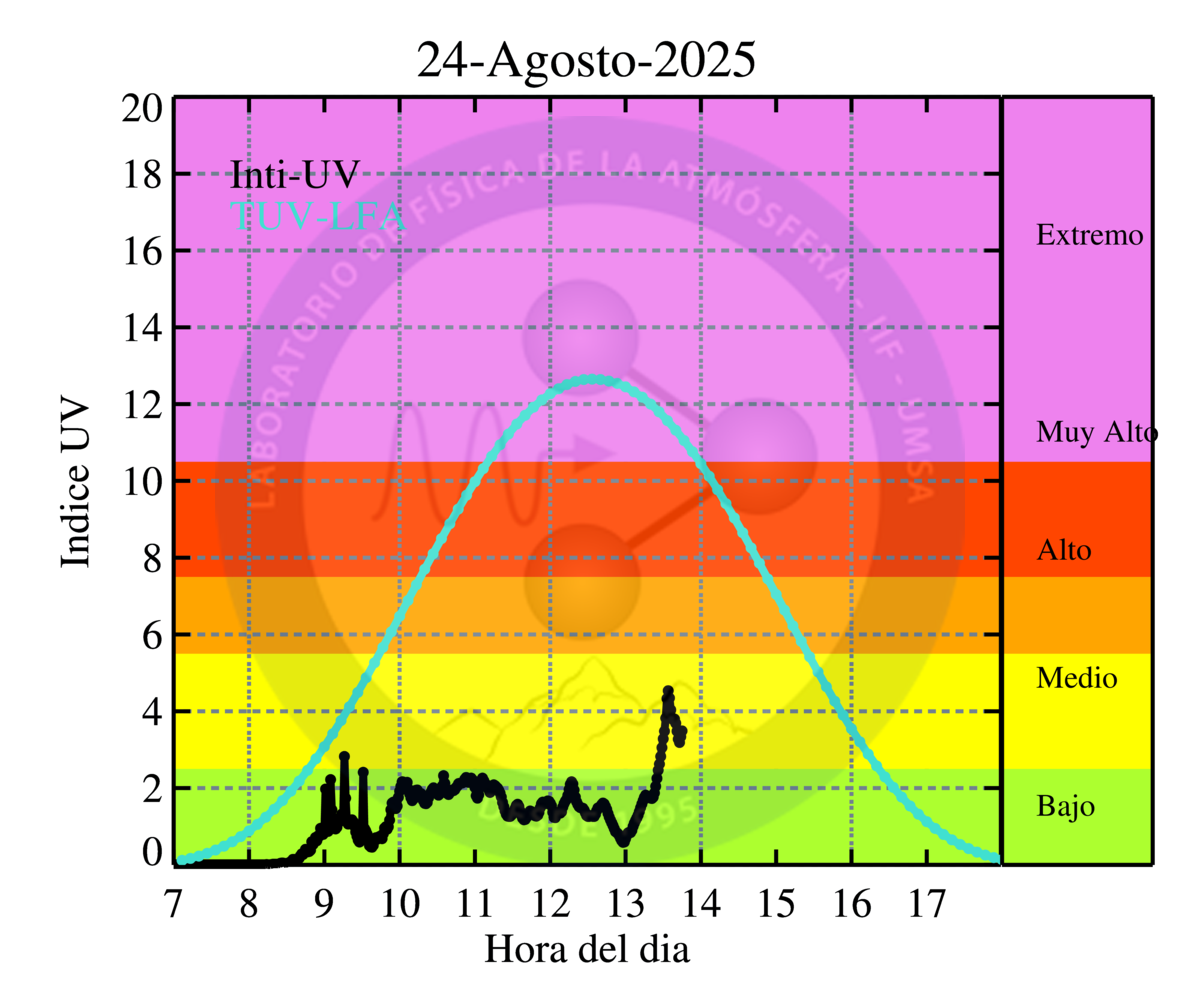 24-Agosto-2025
20
18
16
14
12
10
8
6
4
2
0
Indice UV
Inti-UV
TUV-LFA
LABORATORIO DE FÍSICA DE LA ATMÓSFERA - IIF - UMSA
DESDE 1995
Extremo
Muy Alto
Alto
Medio
Bajo
7 8 9 10 11 12 13 14 15 16 17
Hora del dia